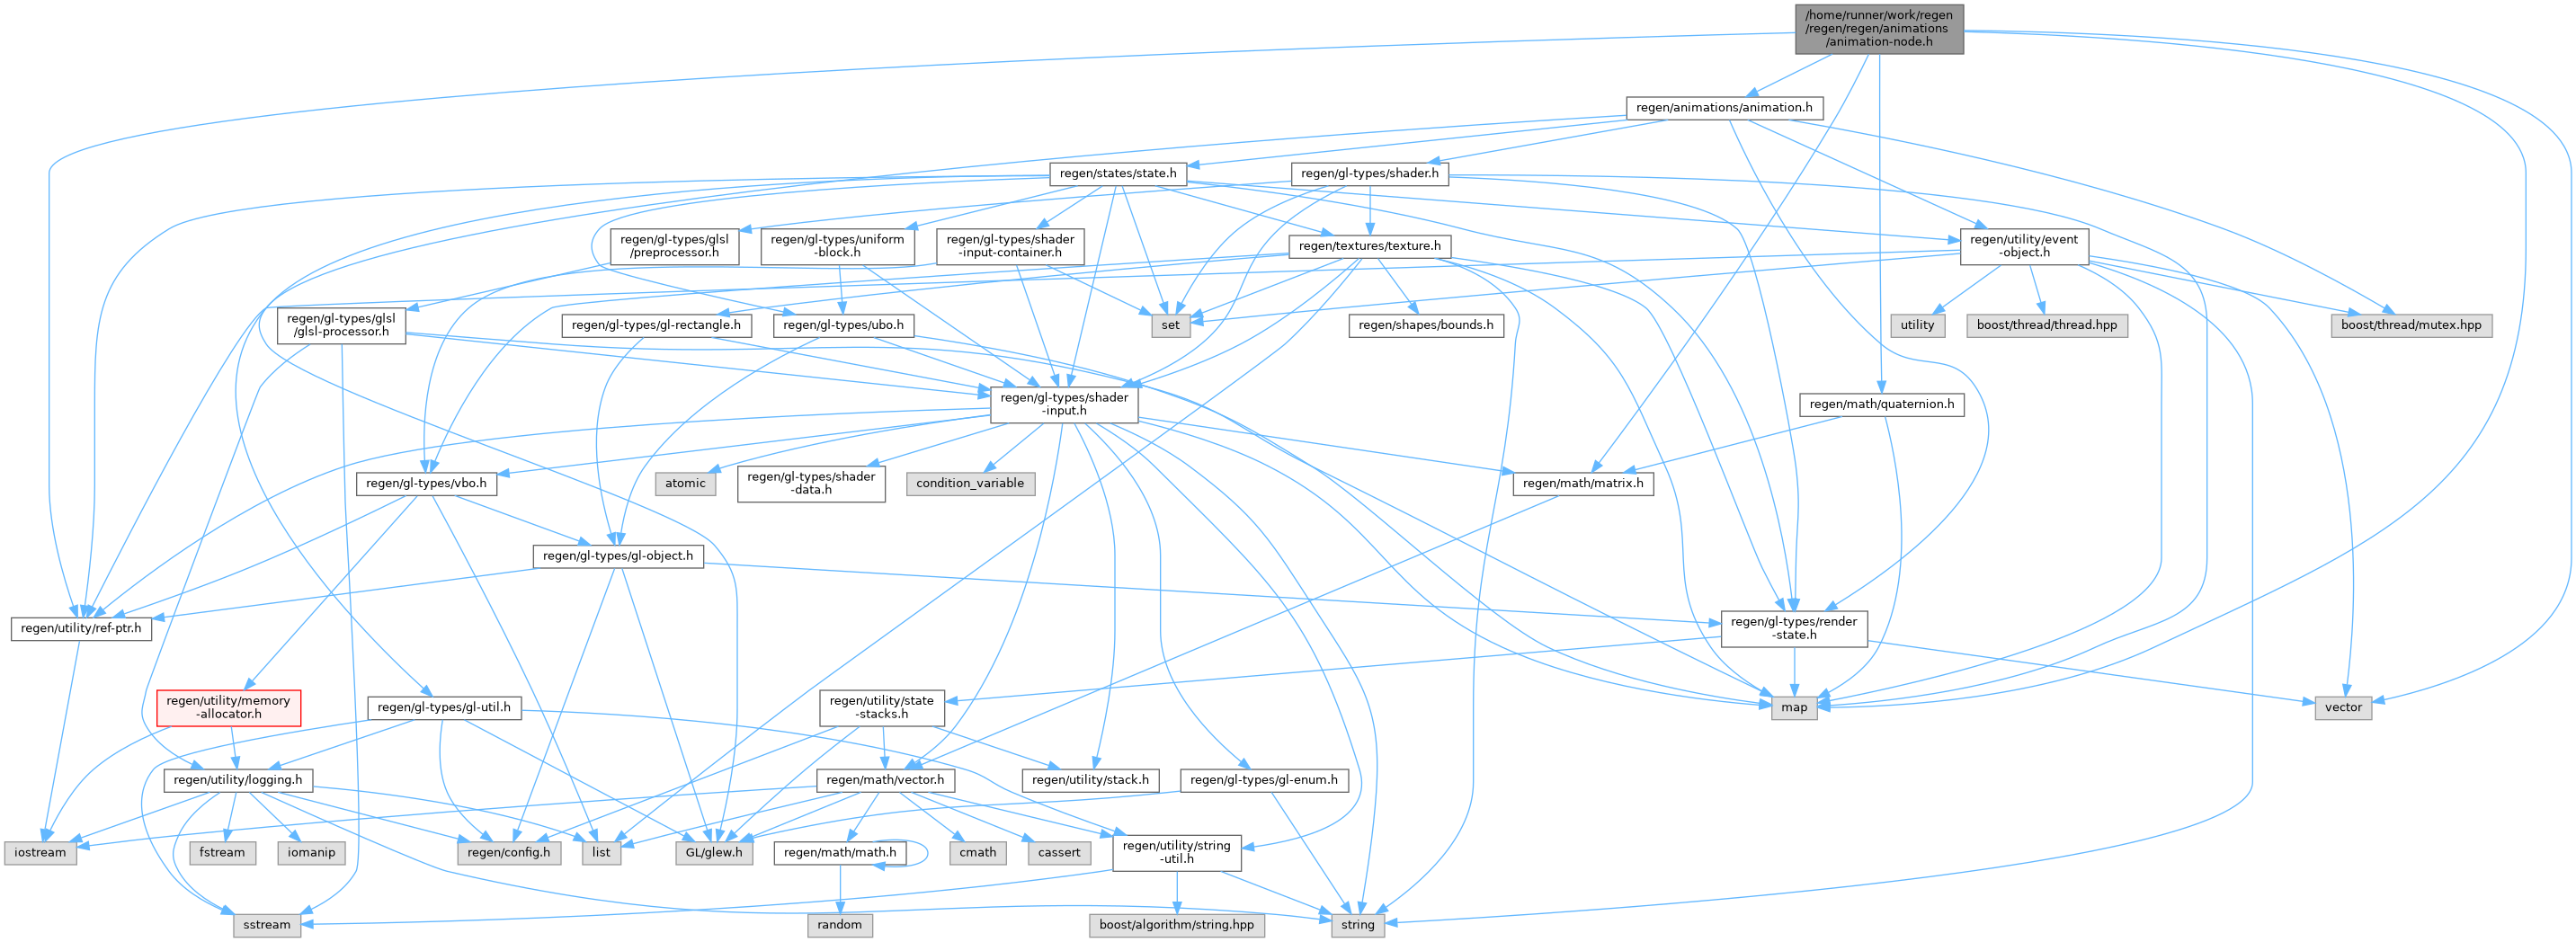 /home/runner/work/regen
/regen/regen/animations
/animation-node.h
regen/animations/animation.h
regen/states/state.h
regen/gl-types/shader.h
regen/gl-types/glsl
/preprocessor.h
regen/gl-types/uniform
-block.h
regen/gl-types/shader
-input-container.h
regen/textures/texture.h
regen/utility/event
-object.h
regen/gl-types/glsl
/glsl-processor.h
regen/gl-types/gl-rectangle.h
regen/gl-types/ubo.h
set
regen/shapes/bounds.h
utility
boost/thread/thread.hpp
boost/thread/mutex.hpp
regen/gl-types/shader
-input.h
regen/math/quaternion.h
regen/gl-types/vbo.h
atomic
regen/gl-types/shader
-data.h
condition_variable
regen/math/matrix.h
regen/gl-types/gl-object.h
regen/utility/ref-ptr.h
regen/gl-types/render
-state.h
regen/utility/memory
-allocator.h
regen/gl-types/gl-util.h
regen/utility/state
-stacks.h
map
vector
regen/utility/logging.h
regen/math/vector.h
regen/utility/stack.h
regen/gl-types/gl-enum.h
iostream
fstream
iomanip
regen/config.h
list
GL/glew.h
regen/math/math.h
cmath
cassert
regen/utility/string
-util.h
sstream
random
boost/algorithm/string.hpp
string